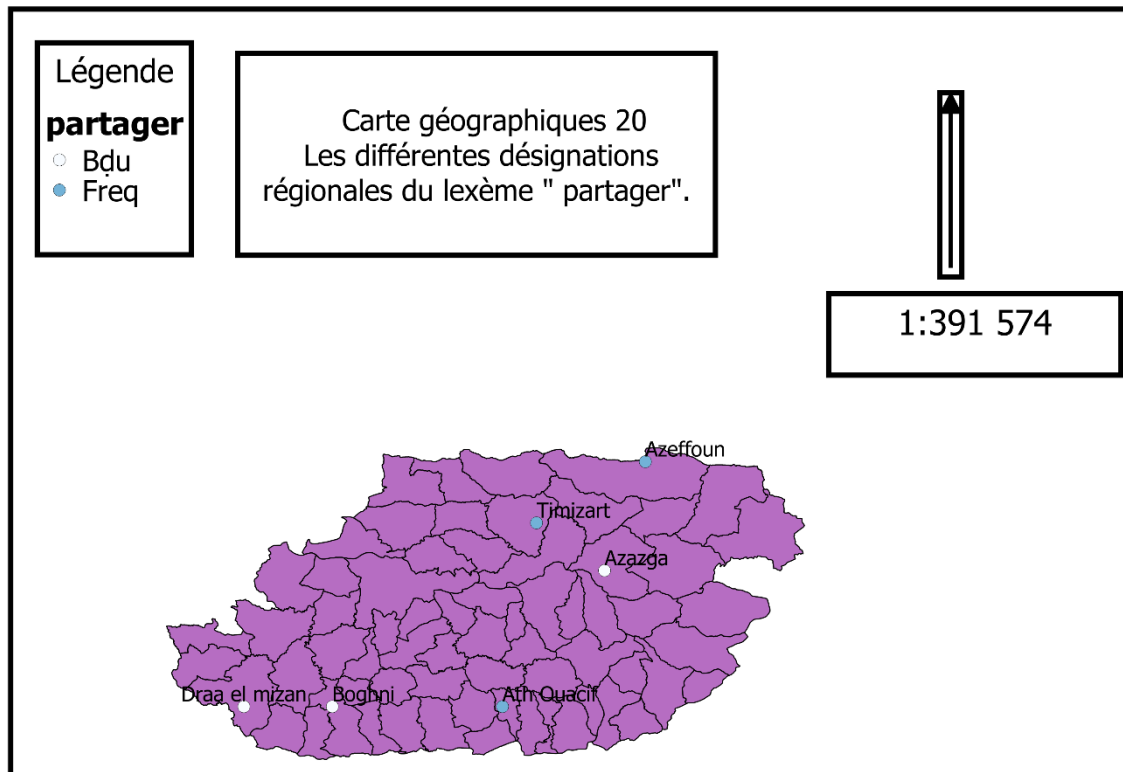 Légende
partager
Bḍu
Freq
Carte géographiques 20
Les différentes désignations
régionales du lexème " partager".
1:391 574
Azeffoun
Timizart
Azazga
Draa el mizan
Boghni
Ath Ouacif